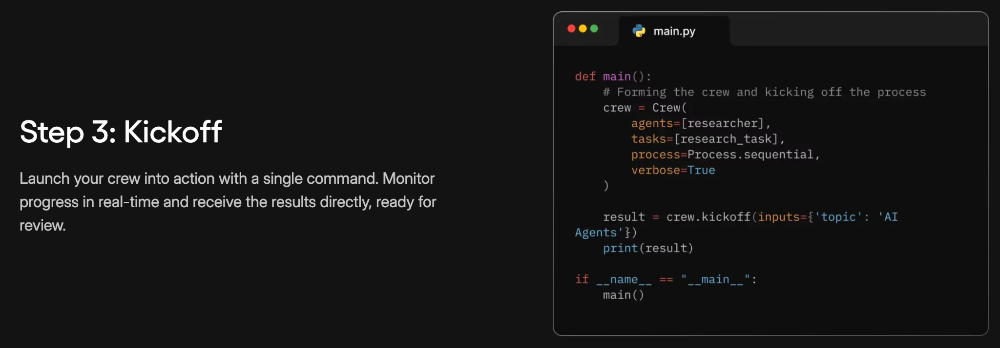 Step 3: Kickoff
Launch your crew into action with a single command. Monitor
progress in real-time and receive the results directly, ready for
review.
main.py
def main():
    # Forming the crew and kicking off the process
    crew = Crew(
        agents=[researcher],
        tasks=[research_task],
        process=Process.sequential,
        verbose=True
    )
    result = crew.kickoff(inputs={'topic': 'AI
Agents'})
    print(result)
if __name__ == "__main__":
    main()